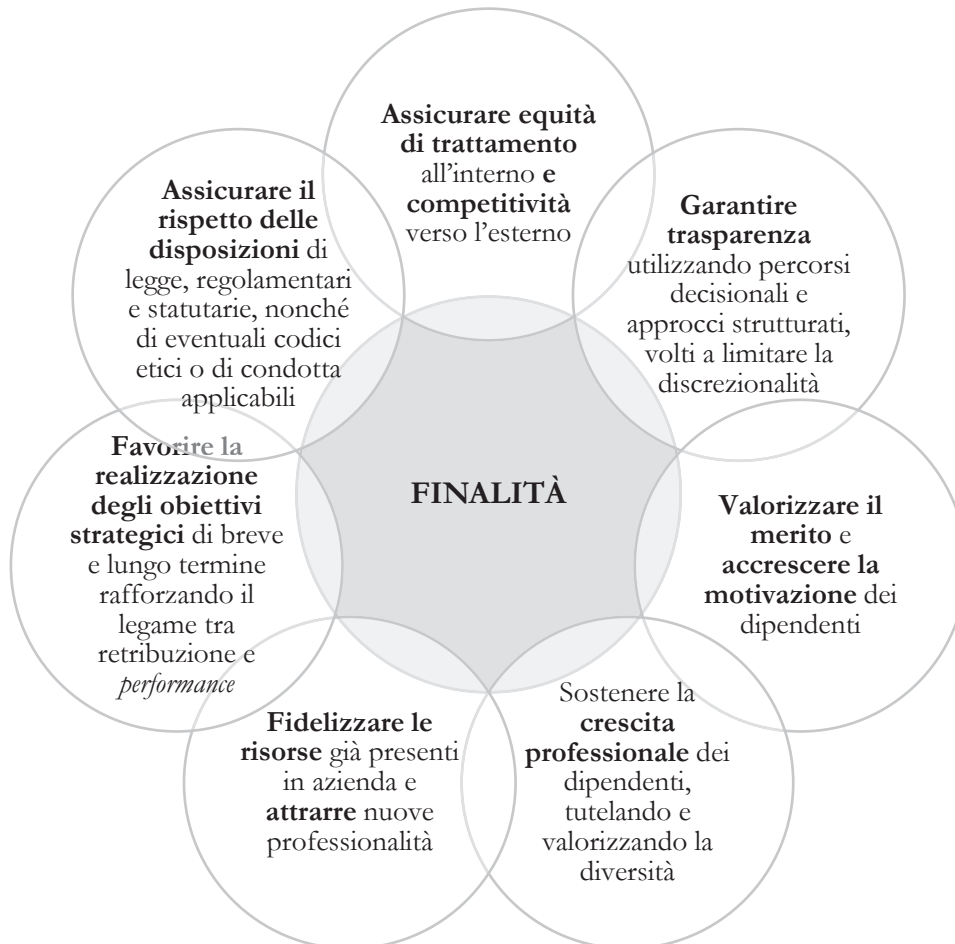 Assicurare equità
di trattamento
all'interno e
competitività
verso l'esterno
Garantire
trasparenza
utilizzando percorsi
decisionali e
approcci strutturati,
volti a limitare la
discrezionalità
Valorizzare il
merito e
accrescere la
motivazione dei
dipendenti
Sostenere la
crescita
professionale dei
dipendenti,
tutelando e
valorizzando la
diversità
Fidelizzare le
risorse già presenti
in azienda e
attrarre nuove
professionalità
Favorire la
realizzazione
degli obiettivi
strategici di breve
e lungo termine
rafforzando il
legame tra
retribuzione e
performance
Assicurare il
rispetto delle
disposizioni di
legge, regolamentari
e statutarie, nonché
di eventuali codici
etici o di condotta
applicabili
FINALITÀ